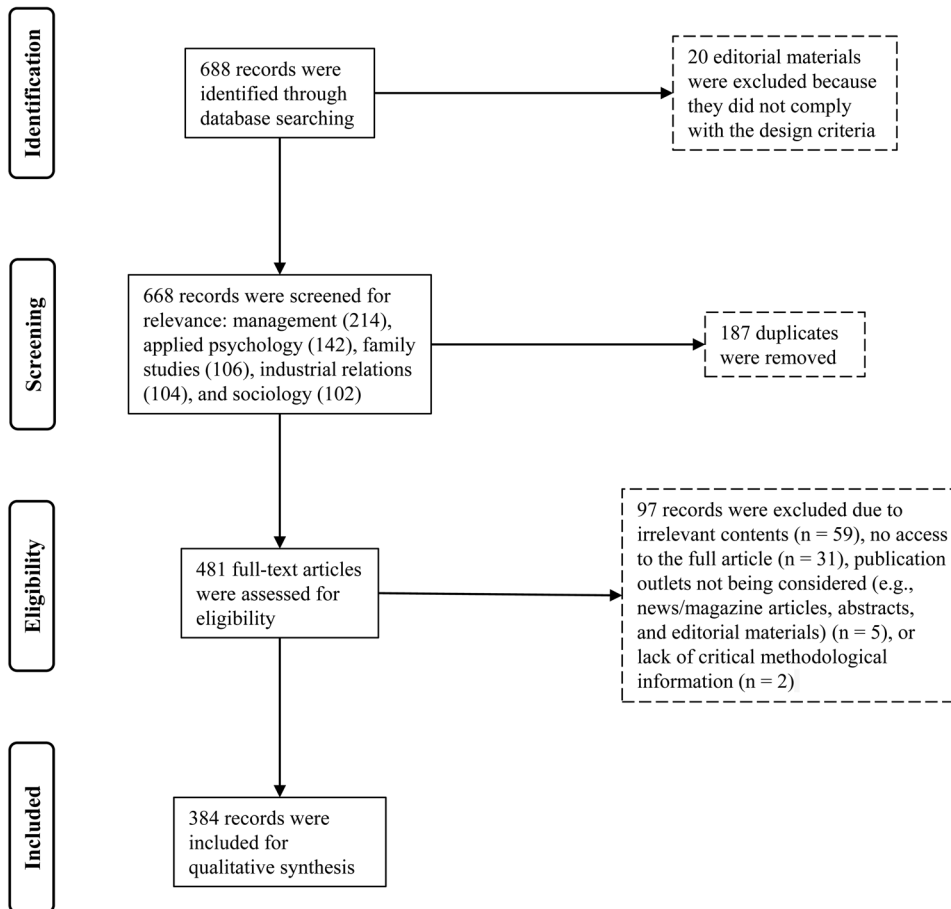 Identification
688 records were
identified through
database searching
20 editorial materials
were excluded because
they did not comply
with the design criteria
Screening
668 records were screened for
relevance: management (214),
applied psychology (142), family
studies (106), industrial relations
(104), and sociology (102)
187 duplicates
were removed
Eligibility
481 full-text articles
were assessed for
eligibility
97 records were excluded due to
irrelevant contents (n = 59), no access
to the full article (n = 31), publication
outlets not being considered (e.g.,
news/magazine articles, abstracts,
and editorial materials) (n = 5), or
lack of critical methodological
information (n = 2)
Included
384 records were
included for
qualitative synthesis